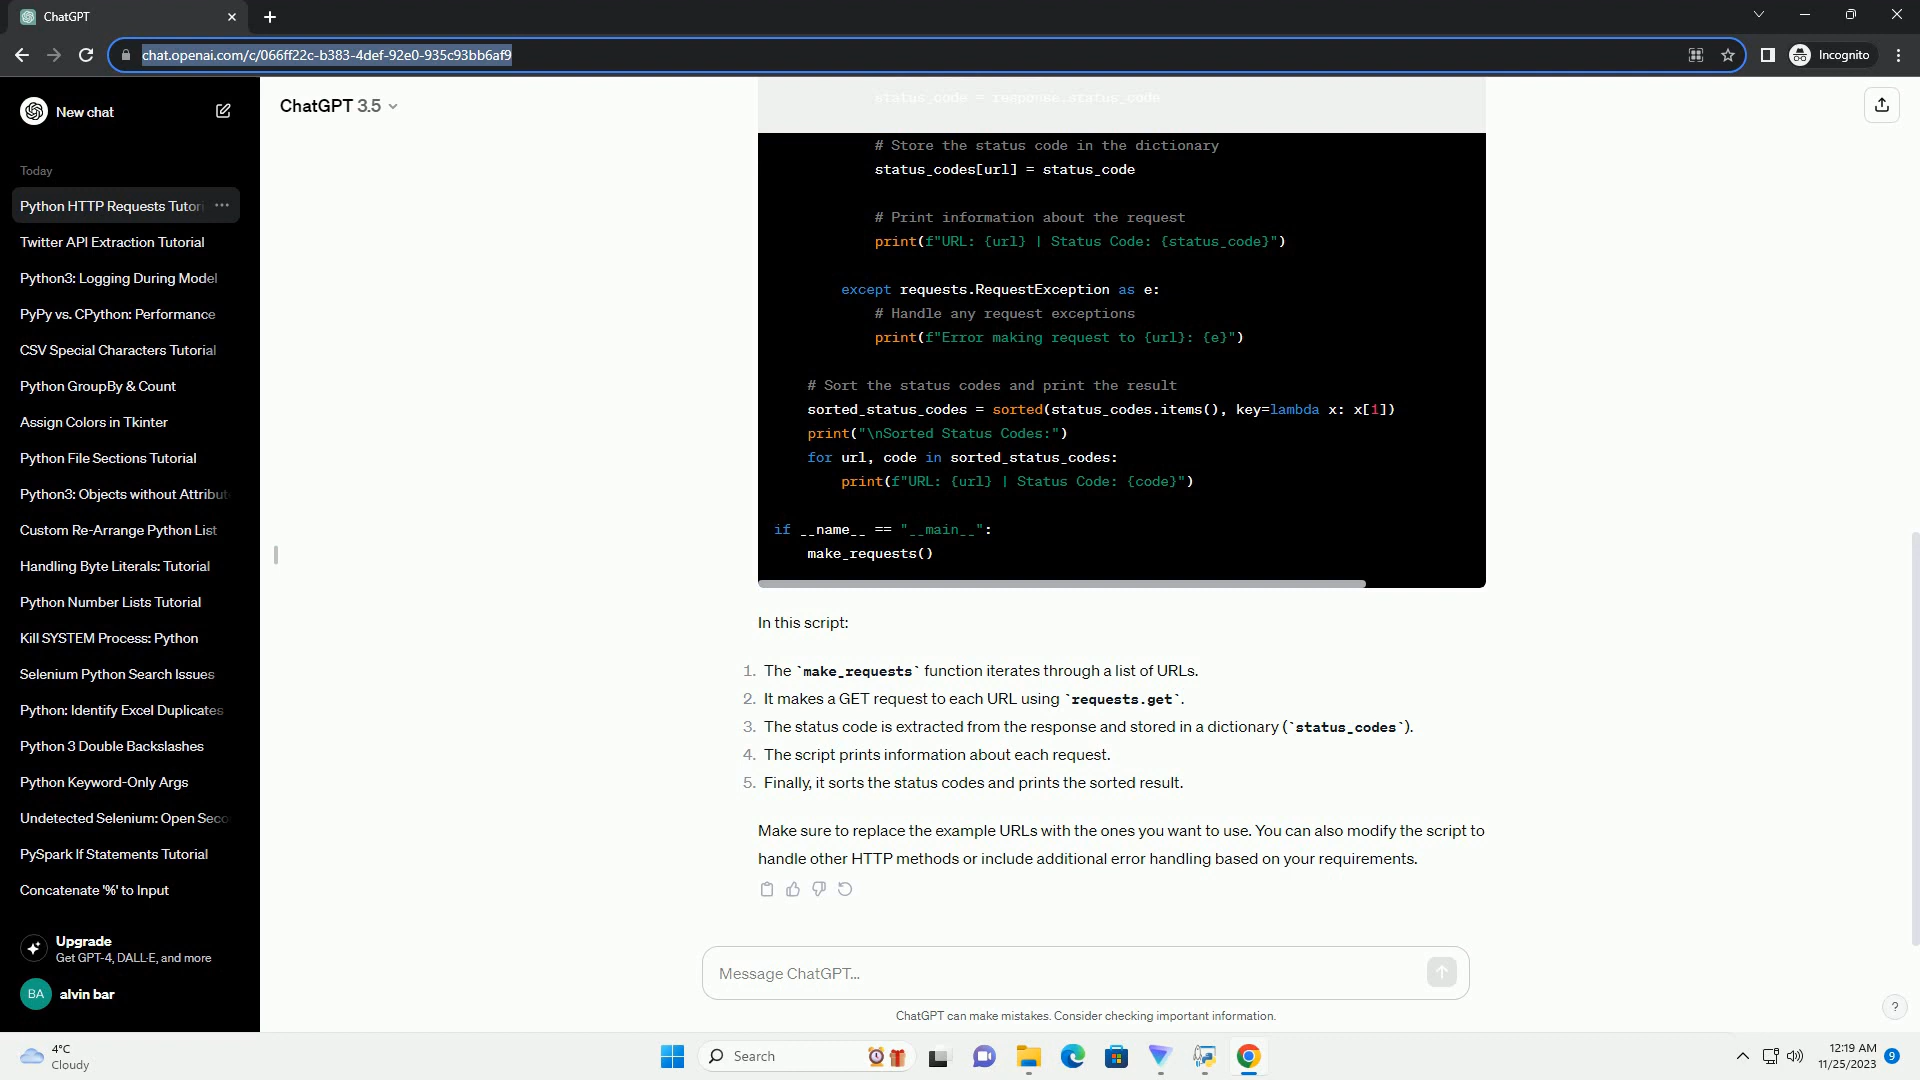 ChatGPT
chat.openai.com/c/066ff22c-b383-4def-92e0-935c93bb6af9
Incognito
New chat
Today
Python HTTP Requests Tutori
Twitter API Extraction Tutorial
Python3: Logging During Model
PyPy vs. CPython: Performance
CSV Special Characters Tutorial
Python GroupBy & Count
Assign Colors in Tkinter
Python File Sections Tutorial
Python3: Objects without Attribut
Custom Re-Arrange Python List
Handling Byte Literals: Tutorial
Python Number Lists Tutorial
Kill SYSTEM Process: Python
Selenium Python Search Issues
Python: Identify Excel Duplicates
Python 3 Double Backslashes
Python Keyword-Only Args
Undetected Selenium: Open Seco
PySpark If Statements Tutorial
Concatenate '%' to Input
Upgrade
Get GPT-4, DALL·E, and more
BA alvin bar
ChatGPT 3.5
status_code = response.status_code
# Store the status code in the dictionary
status_codes[url] = status_code
# Print information about the request
print(f"URL: {url} | Status Code: {status_code}")
except requests.RequestException as e:
# Handle any request exceptions
print(f"Error making request to {url}: {e}")
# Sort the status codes and print the result
sorted_status_codes = sorted(status_codes.items(), key=lambda x: x[1])
print("\nSorted Status Codes:")
for url, code in sorted_status_codes:
print(f"URL: {url} | Status Code: {code}")
if __name__ == "__main__":
make_requests()
In this script:
1. The `make_requests` function iterates through a list of URLs.
2. It makes a GET request to each URL using `requests.get`.
3. The status code is extracted from the response and stored in a dictionary (`status_codes`).
4. The script prints information about each request.
5. Finally, it sorts the status codes and prints the sorted result.
Make sure to replace the example URLs with the ones you want to use. You can also modify the script to
handle other HTTP methods or include additional error handling based on your requirements.
Message ChatGPT...
ChatGPT can make mistakes. Consider checking important information.
?
4°C
Cloudy
Search
12:19 AM
11/25/2023
9